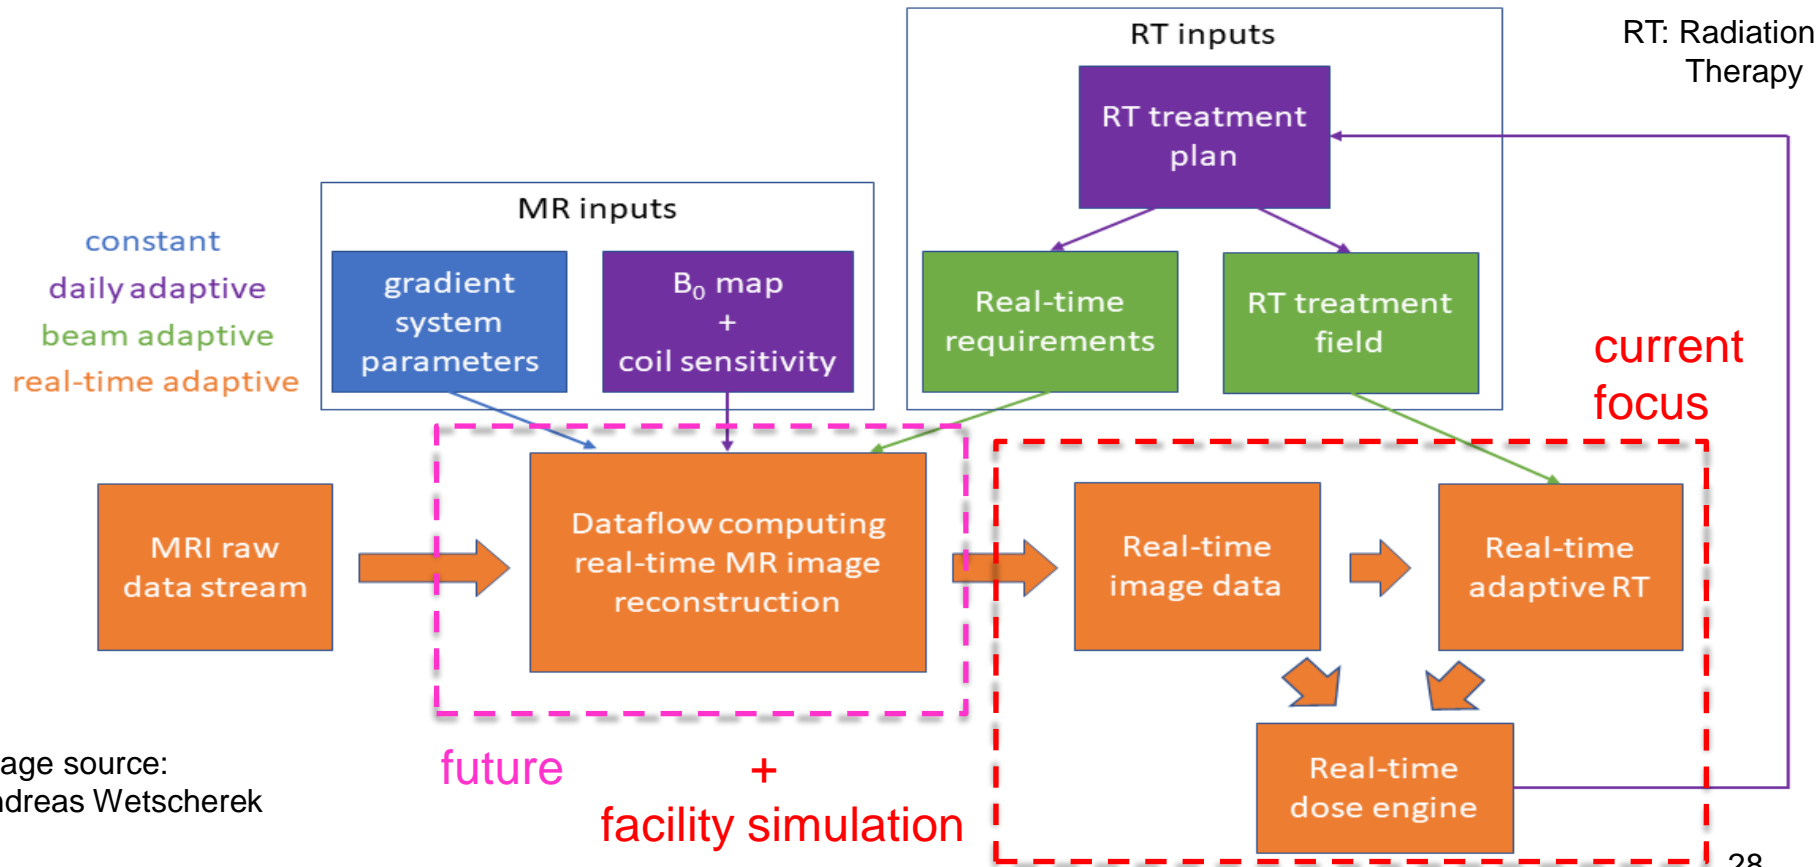 RT inputs
RT: Radiation
Therapy
RT treatment
plan
MR inputs
constant
daily adaptive
beam adaptive
real-time adaptive
gradient
system
parameters
B₀ map
+
coil sensitivity
Real-time
requirements
RT treatment
field
current
focus
MRI raw
data stream
Dataflow computing
real-time MR image
reconstruction
Real-time
image data
Real-time
adaptive RT
Real-time
dose engine
future
+
facility simulation
age source:
ndreas Wetscherek
28